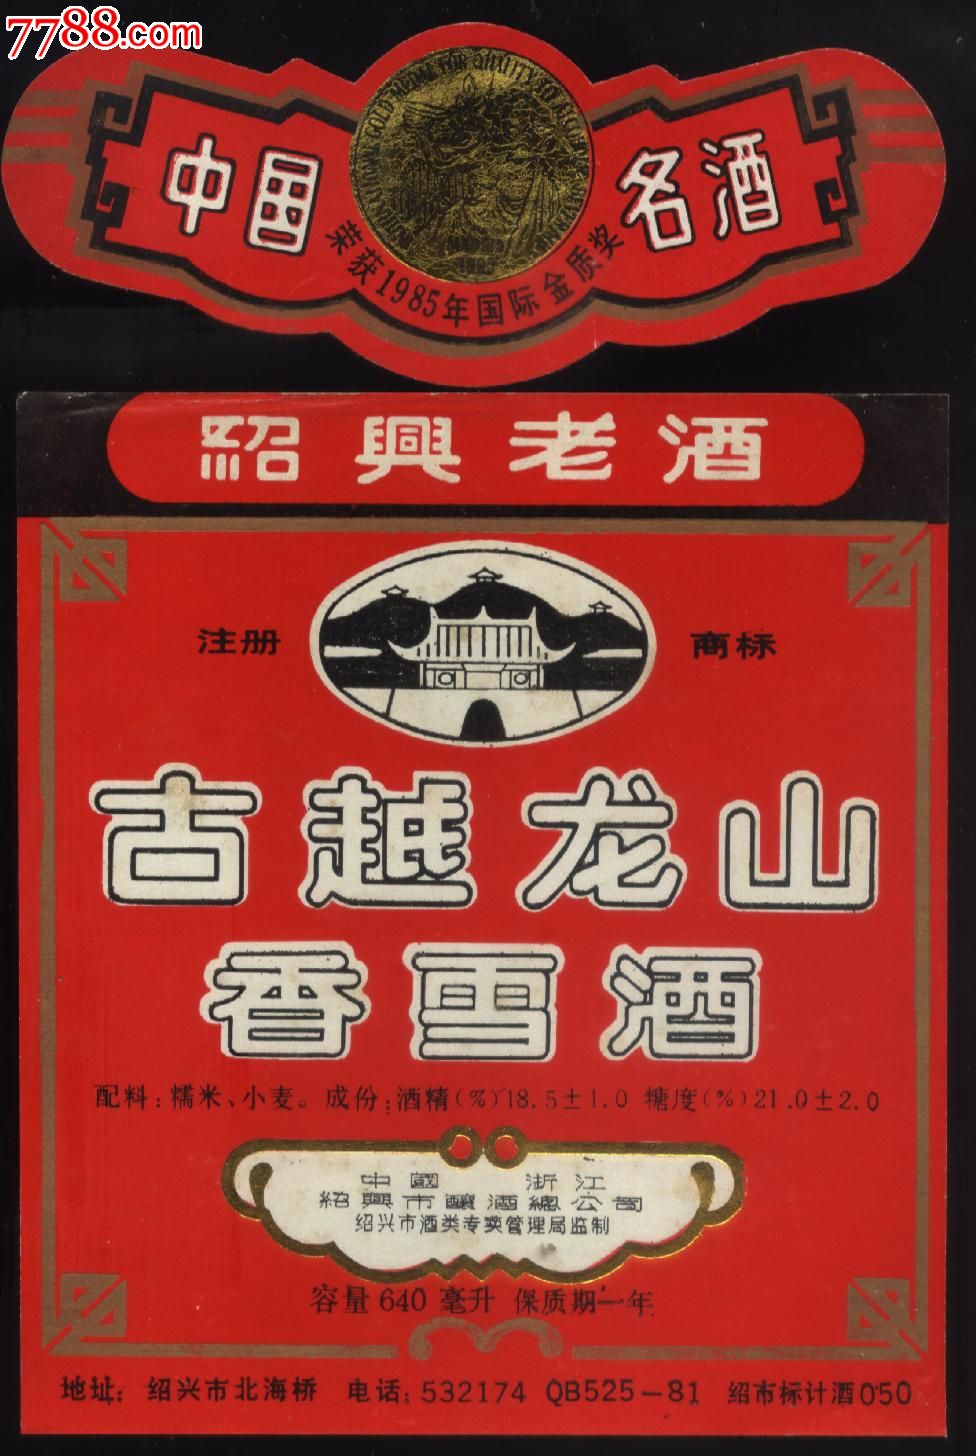 7788.com
中国 名酒
GOLD MEDAL FOR QUALITY
荣获1985年国际金质奖
紹興老酒
注册 商标
古越龙山
香雪酒
配料:糯米、小麦。成份:酒精(%)18.5±1.0 糖度(%)21.0±2.0
中國 浙江
紹興市釀酒總公司
绍兴市酒类专卖管理局监制
容量640毫升 保质期一年
地址:绍兴市北海桥 电话:532174 QB525-81 绍市标计酒050